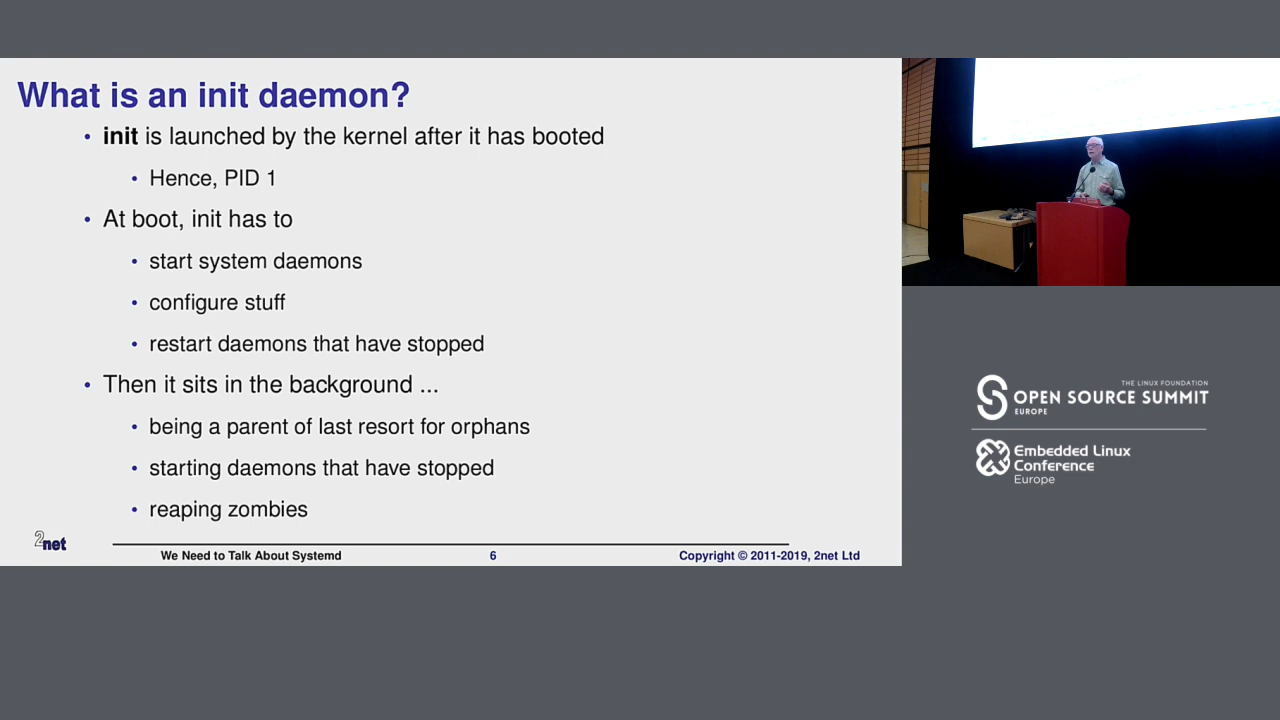 What is an init daemon?
• init is launched by the kernel after it has booted
• Hence, PID 1
• At boot, init has to
• start system daemons
• configure stuff
• restart daemons that have stopped
• Then it sits in the background ...
• being a parent of last resort for orphans
• starting daemons that have stopped
• reaping zombies
2net
We Need to Talk About Systemd
6
Copyright © 2011-2019, 2net Ltd
THE LINUX FOUNDATION
OPEN SOURCE SUMMIT
EUROPE
Embedded Linux
Conference
Europe